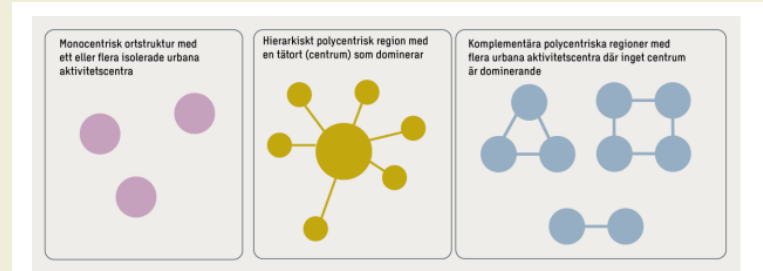 Monocentrisk ortstruktur med
ett eller flera isolerade urbana
aktivitetscentra
Hierarkiskt polycentrisk region med
en tätort (centrum) som dominerar
Komplementära polycentriska regioner med
flera urbana aktivitetscentra där inget centrum
är dominerande